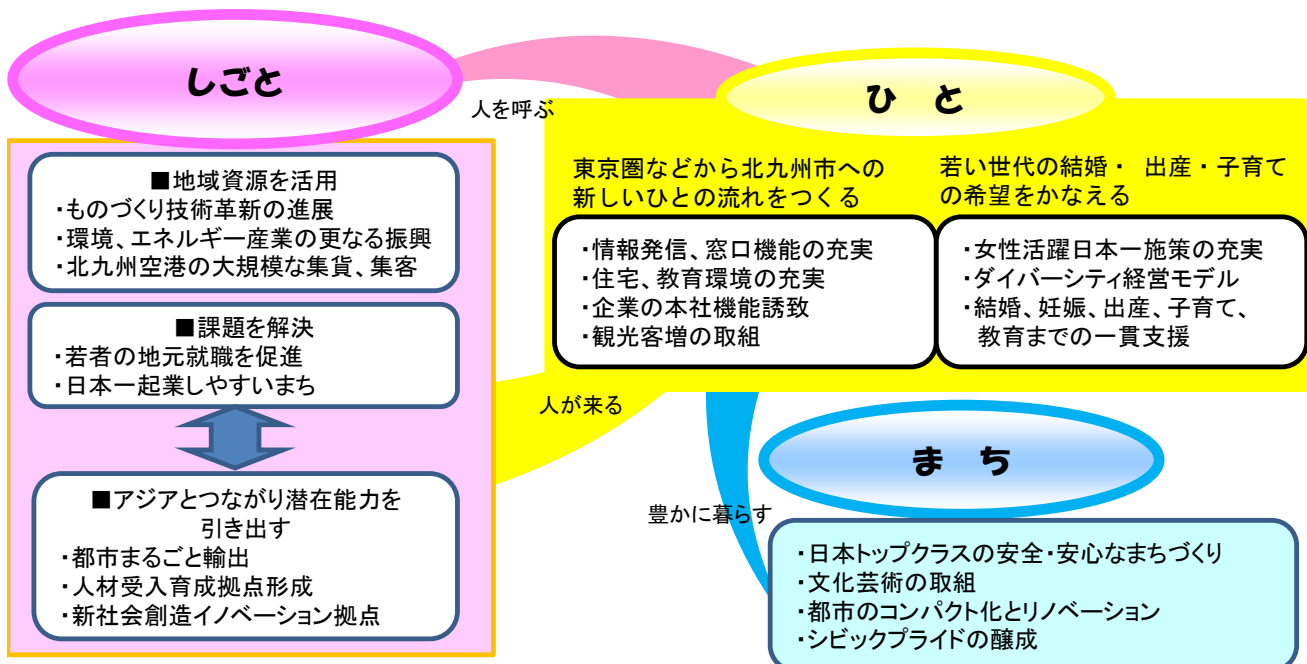 しごと
人を呼ぶ
ひ と
■地域資源を活用
・ものづくり技術革新の進展
・環境、エネルギー産業の更なる振興
・北九州空港の大規模な集貨、集客
■課題を解決
・若者の地元就職を促進
・日本一起業しやすいまち
■アジアとつながり潜在能力を
引き出す
・都市まるごと輸出
・人材受入育成拠点形成
・新社会創造イノベーション拠点
東京圏などから北九州市への
新しいひとの流れをつくる
・情報発信、窓口機能の充実
・住宅、教育環境の充実
・企業の本社機能誘致
・観光客増の取組
若い世代の結婚・ 出産・子育て
の希望をかなえる
・女性活躍日本一施策の充実
・ダイバーシティ経営モデル
・結婚、妊娠、出産、子育て、
教育までの一貫支援
人が来る
ま ち
豊かに暮らす
・日本トップクラスの安全・安心なまちづくり
・文化芸術の取組
・都市のコンパクト化とリノベーション
・シビックプライドの醸成